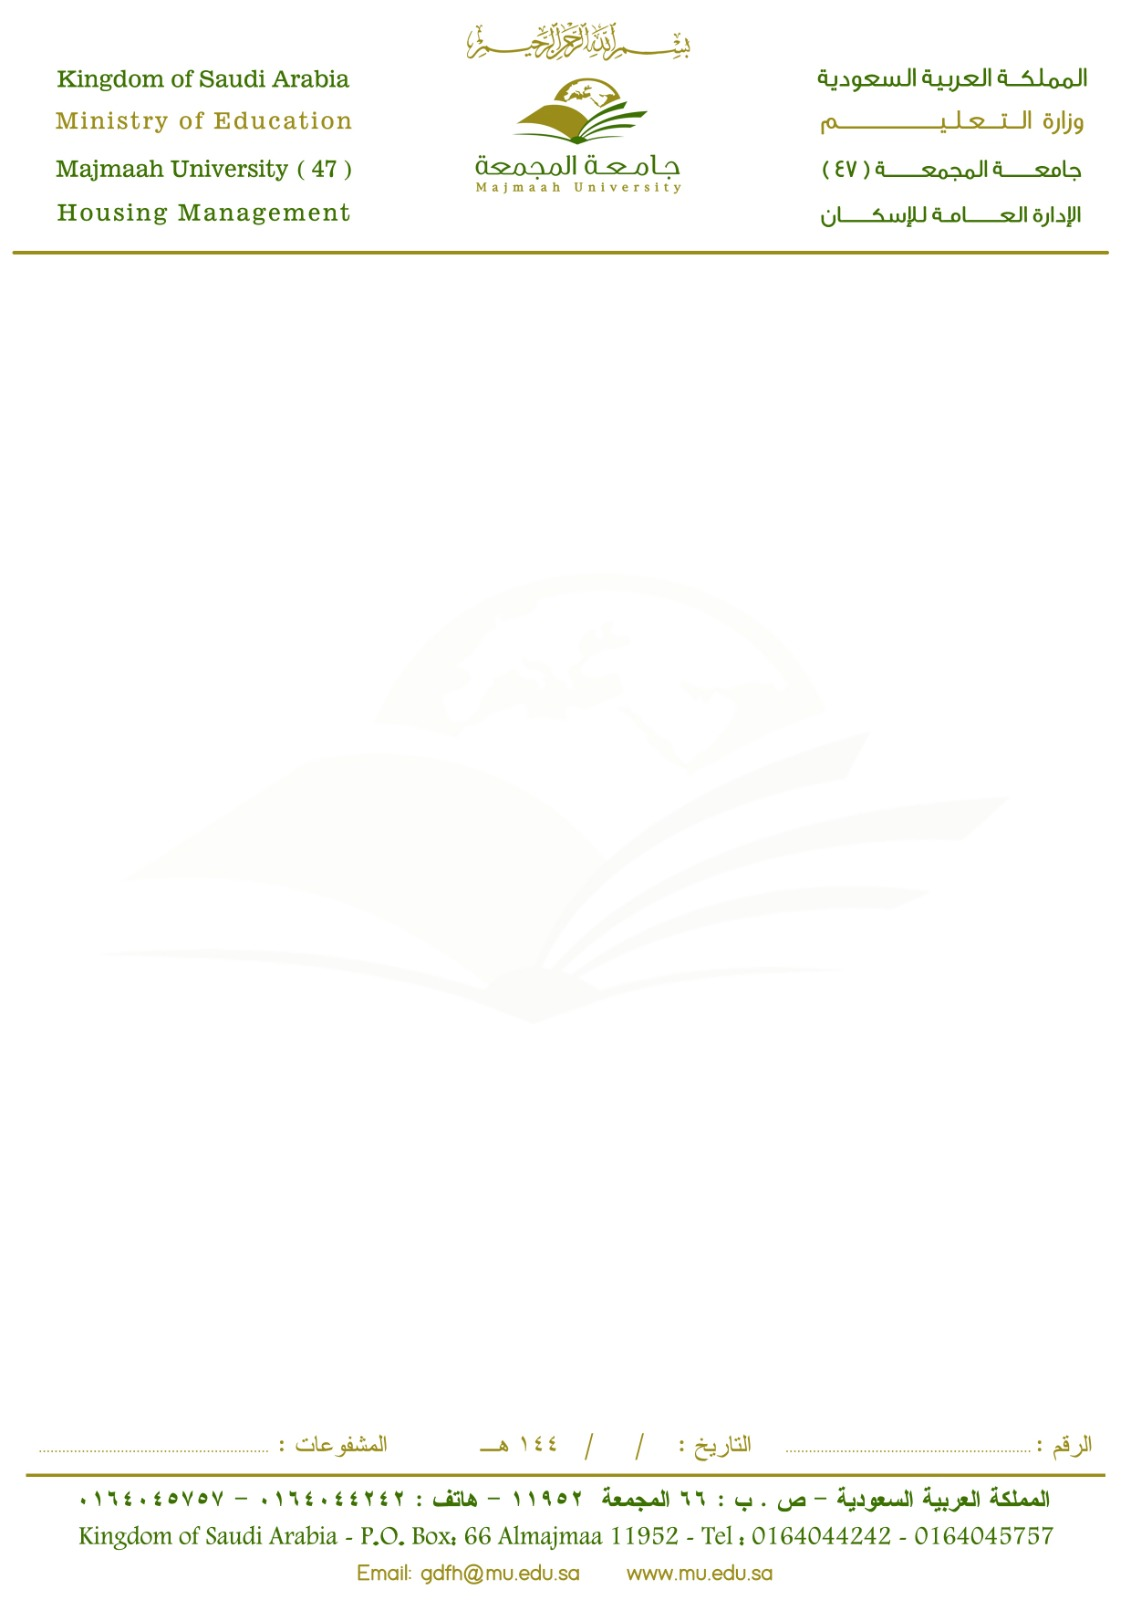 بسم الله الرحمن الرحيم
المملكة العربية السعودية
وزارة التعليم
جامعة المجمعة ( ٤٧ )
الإدارة العامة للإسكان
جامعة المجمعة
Majmaah University
Kingdom of Saudi Arabia
Ministry of Education
Majmaah University ( 47 )
Housing Management
الرقم : .................... التاريخ : / / ١٤٤ هـ المشفوعات : ....................
المملكة العربية السعودية - ص . ب : ٦٦ المجمعة ١١٩٥٢ - هاتف : ٠١٦٤٠٤٤٢٤٢ - ٠١٦٤٠٤٥٧٥٧
Kingdom of Saudi Arabia - P.O. Box: 66 Almajmaa 11952 - Tel : 0164044242 - 0164045757
Email: gdfh@mu.edu.sa www.mu.edu.sa